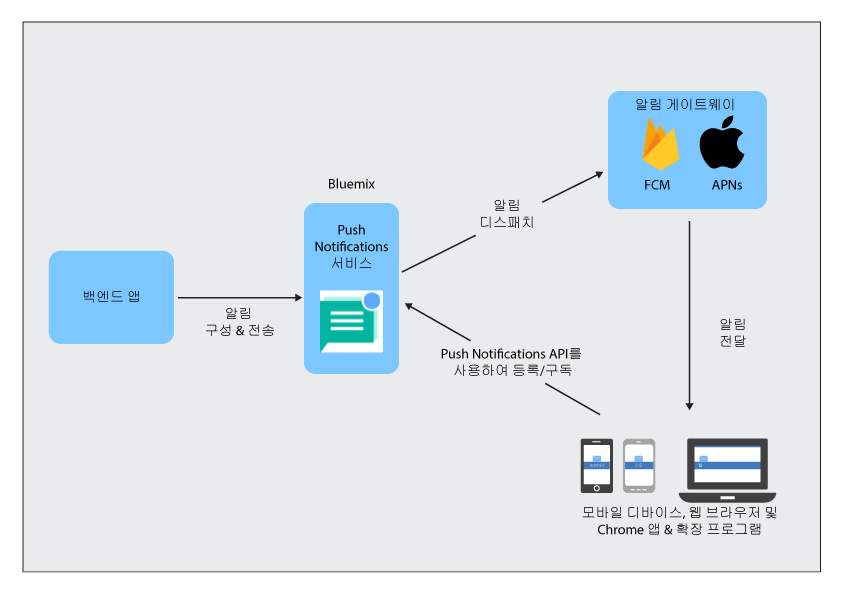 알림 게이트웨이
FCM
APNs
Bluemix
Push
Notifications
서비스
알림
디스패치
백엔드 앱
알림
구성 & 전송
알림
전달
Push Notifications API를
사용하여 등록/구독
모바일 디바이스, 웹 브라우저 및
Chrome 앱 & 확장 프로그램